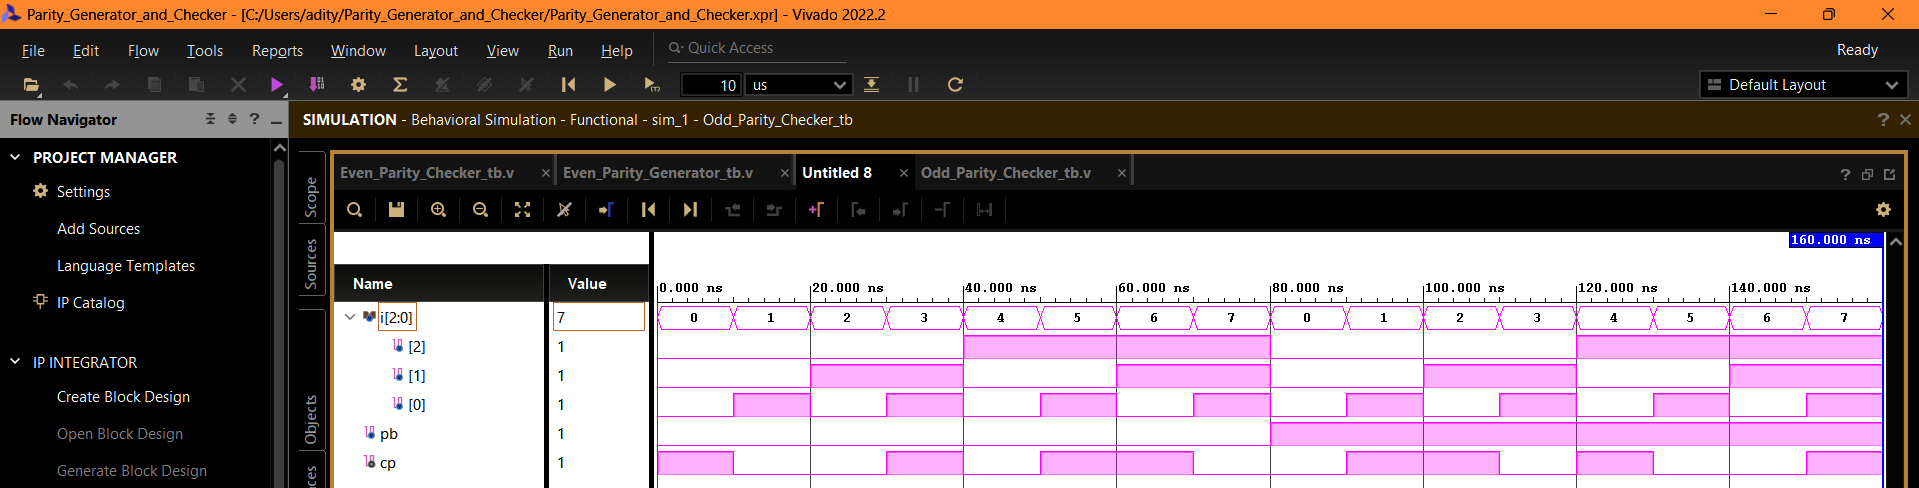 Parity_Generator_and_Checker - [C:/Users/adity/Parity_Generator_and_Checker/Parity_Generator_and_Checker.xpr] - Vivado 2022.2
File Edit Flow Tools Reports Window Layout View Run Help Quick Access Ready
10 us Default Layout
Flow Navigator ?
SIMULATION - Behavioral Simulation - Functional - sim_1 - Odd_Parity_Checker_tb ?
PROJECT MANAGER
Settings
Add Sources
Language Templates
IP Catalog
IP INTEGRATOR
Create Block Design
Open Block Design
Generate Block Design
Scope
Sources
Objects
Even_Parity_Checker_tb.v Even_Parity_Generator_tb.v Untitled 8 Odd_Parity_Checker_tb.v ?
160.000 ns
Name Value 0.000 ns 20.000 ns 40.000 ns 60.000 ns 80.000 ns 100.000 ns 120.000 ns 140.000 ns
i[2:0] 7 0 1 2 3 4 5 6 7 0 1 2 3 4 5 6 7
[2] 1
[1] 1
[0] 1
pb 1
cp 1